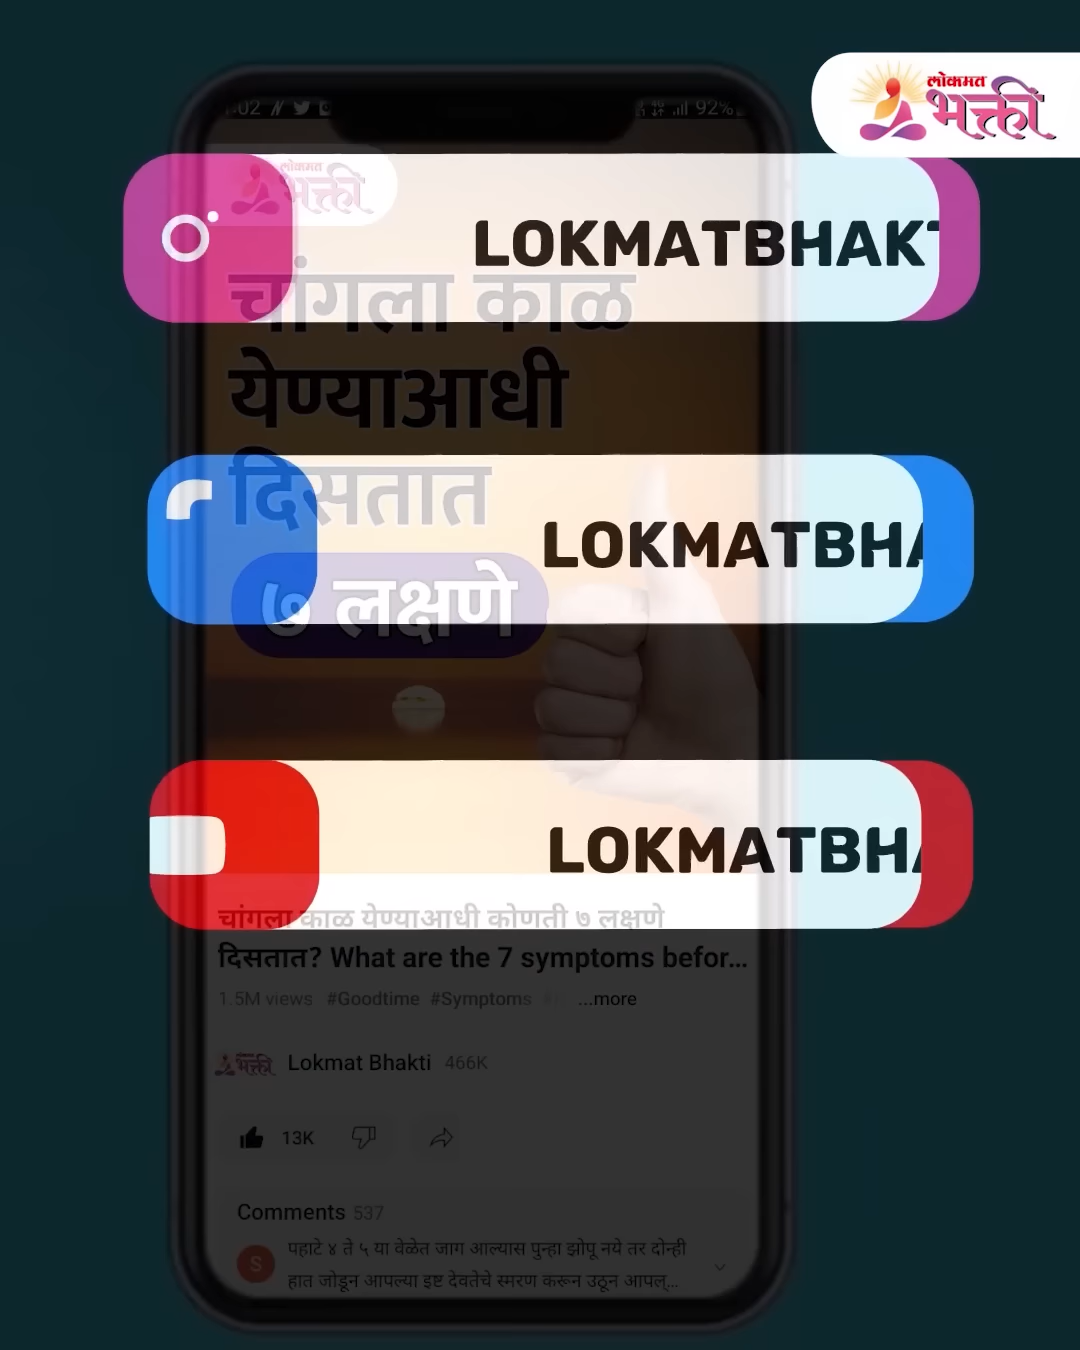 लोकमत
भक्ती
:02 92%
लोकमत
भक्ती
LOKMATBHAKT
चांगला काळ
येण्याआधी
दिसतात
LOKMATBHA
७ लक्षणे
LOKMATBHA
चांगला काळ येण्याआधी कोणती ७ लक्षणे
दिसतात? What are the 7 symptoms befor...
1.5M views #Goodtime #Symptoms ...more
भक्ती Lokmat Bhakti 466K
13K
Comments 537
S
पहाटे ४ ते ५ या वेळेत जाग आल्यास पुन्हा झोपू नये तर दोन्ही
हात जोडून आपल्या इष्ट देवतेचे स्मरण करून उठून आपल्...